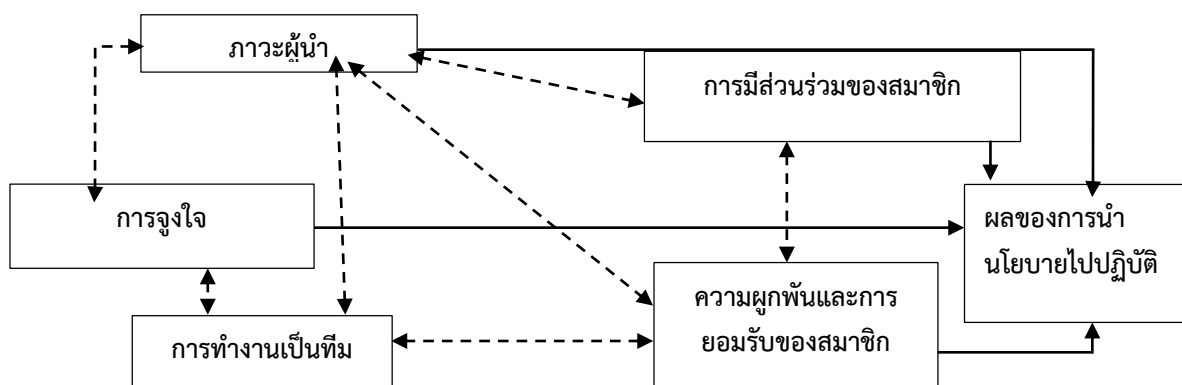 ภาวะผู้นำ
การมีส่วนร่วมของสมาชิก
การจูงใจ
ผลของการนำ
นโยบายไปปฏิบัติ
ความผูกพันและการ
ยอมรับของสมาชิก
การทำงานเป็นทีม